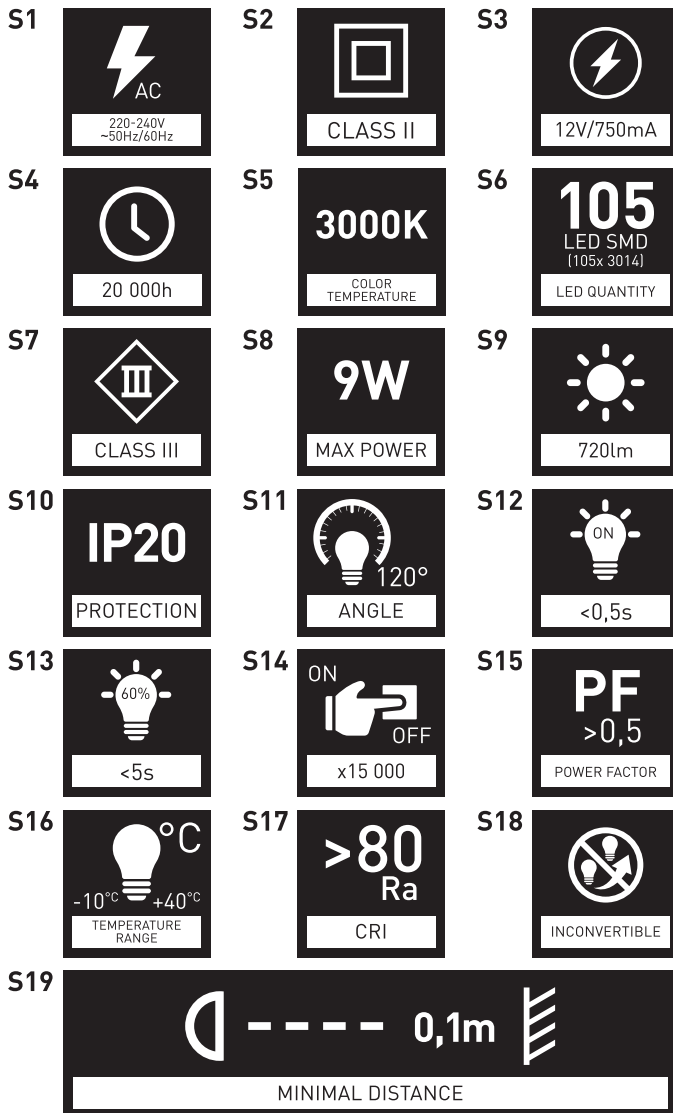 S1
AC
220-240V
~50Hz/60Hz
S2
CLASS II
S3
12V/750mA
S4
20 000h
S5
3000K
COLOR
TEMPERATURE
S6
105
LED SMD
(105x 3014)
LED QUANTITY
S7
III
CLASS III
S8
9W
MAX POWER
S9
720lm
S10
IP20
PROTECTION
S11
120°
ANGLE
S12
ON
<0,5s
S13
60%
<5s
S14
ON
OFF
x15 000
S15
PF
>0,5
POWER FACTOR
S16
°C
-10°C +40°C
TEMPERATURE
RANGE
S17
>80
Ra
CRI
S18
INCONVERTIBLE
S19
0,1m
MINIMAL DISTANCE